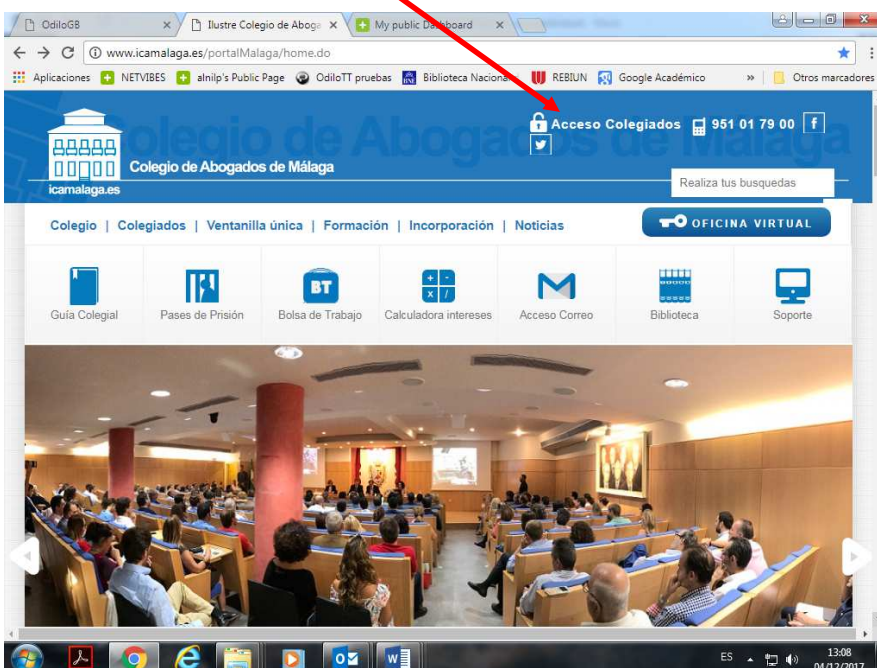 OdiloGB
Ilustre Colegio de Aboga
My public Dashboard
www.icamalaga.es/portalMalaga/home.do
Aplicaciones NETVIBES alnilp's Public Page OdiloTT pruebas BNE Biblioteca Naciona REBIUN Google Académico » Otros marcadores
Colegio de Abogados de Málaga
Acceso Colegiados 951 01 79 00 f
Colegio de Abogados de Málaga
icamalaga.es
Realiza tus busquedas
Colegio | Colegiados | Ventanilla única | Formación | Incorporación | Noticias
OFICINA VIRTUAL
BT
+ -
x /
Guía Colegial Pases de Prisión Bolsa de Trabajo Calculadora intereses Acceso Correo Biblioteca Soporte
ES 13:08
04/12/2017